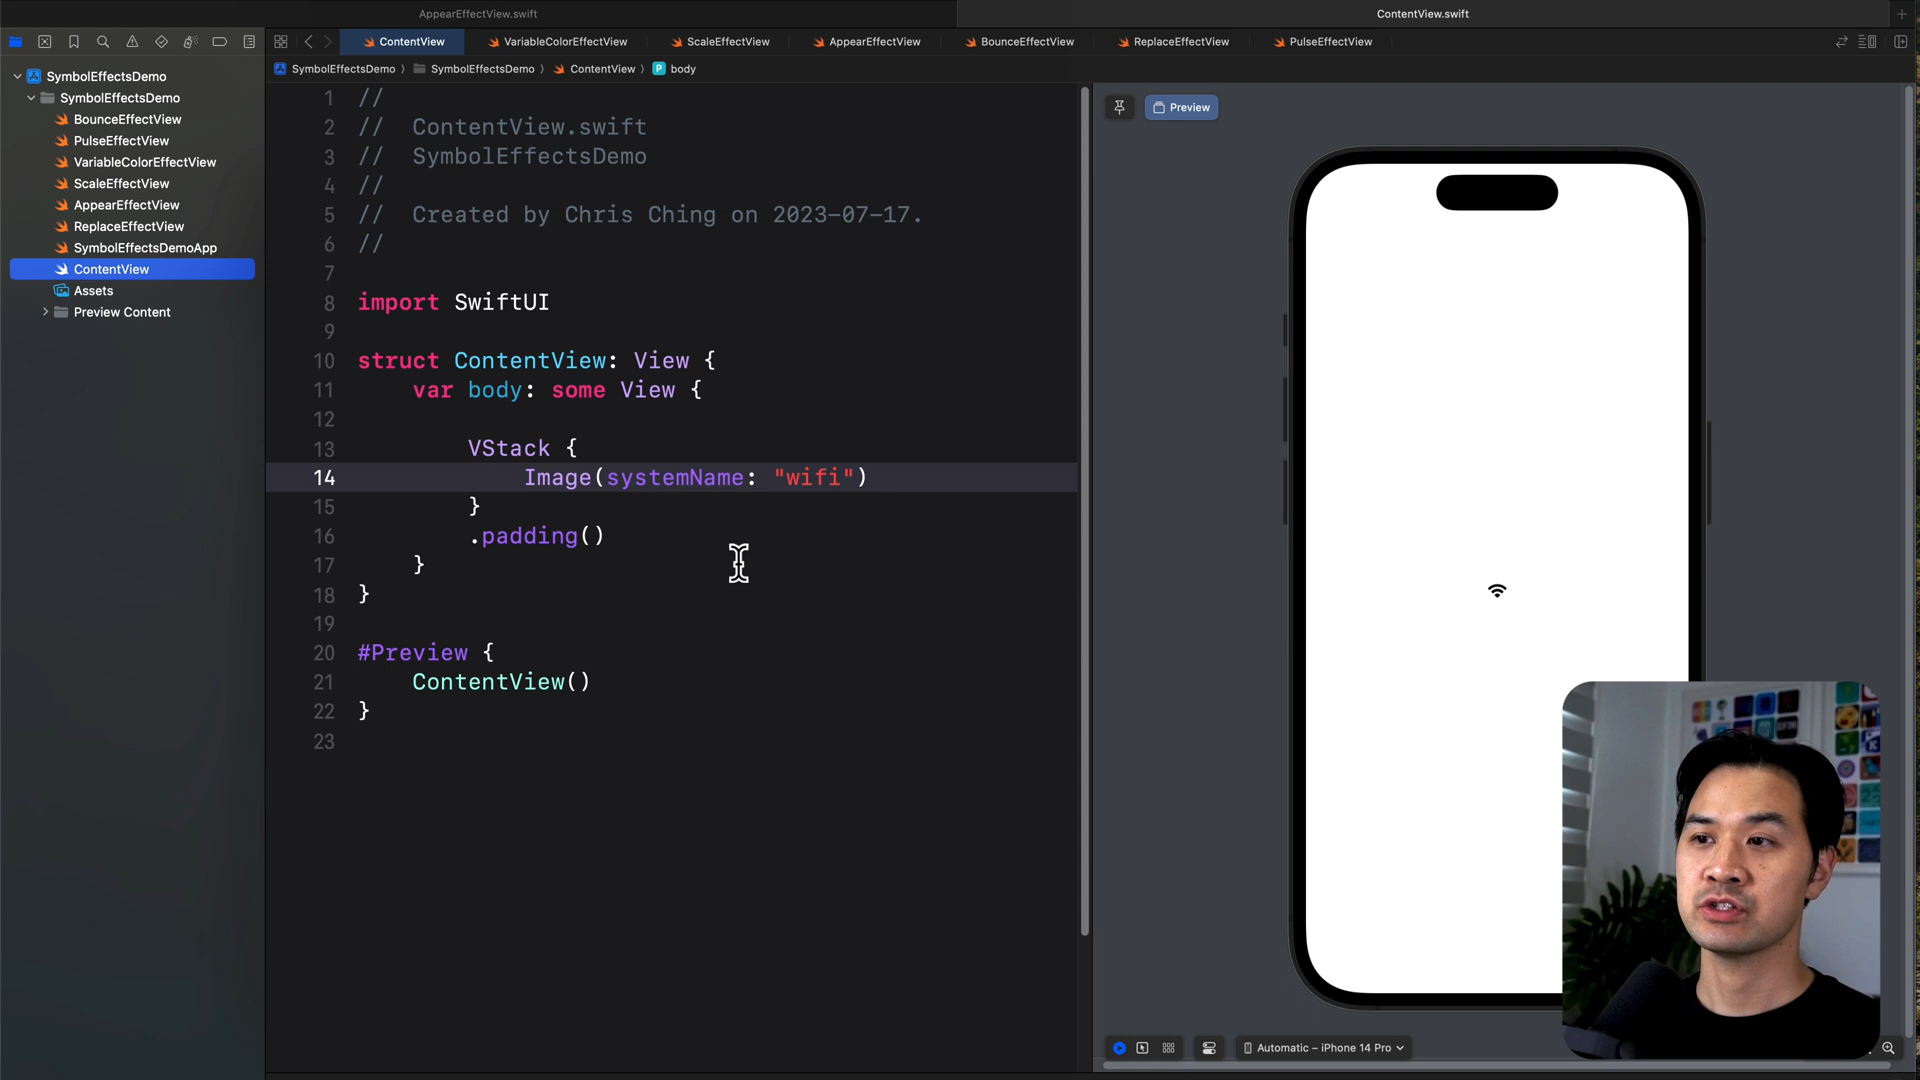 AppearEffectView.swift
ContentView.swift
ContentView
VariableColorEffectView
ScaleEffectView
AppearEffectView
BounceEffectView
ReplaceEffectView
PulseEffectView
SymbolEffectsDemo
SymbolEffectsDemo
ContentView
body
SymbolEffectsDemo
SymbolEffectsDemo
BounceEffectView
PulseEffectView
VariableColorEffectView
ScaleEffectView
AppearEffectView
ReplaceEffectView
SymbolEffectsDemoApp
ContentView
Assets
Preview Content
1 //
2 // ContentView.swift
3 // SymbolEffectsDemo
4 //
5 // Created by Chris Ching on 2023-07-17.
6 //
7
8 import SwiftUI
9
10 struct ContentView: View {
11 var body: some View {
12
13 VStack {
14 Image(systemName: "wifi")
15 }
16 .padding()
17 }
18 }
19
20 #Preview {
21 ContentView()
22 }
23
Preview
Automatic – iPhone 14 Pro